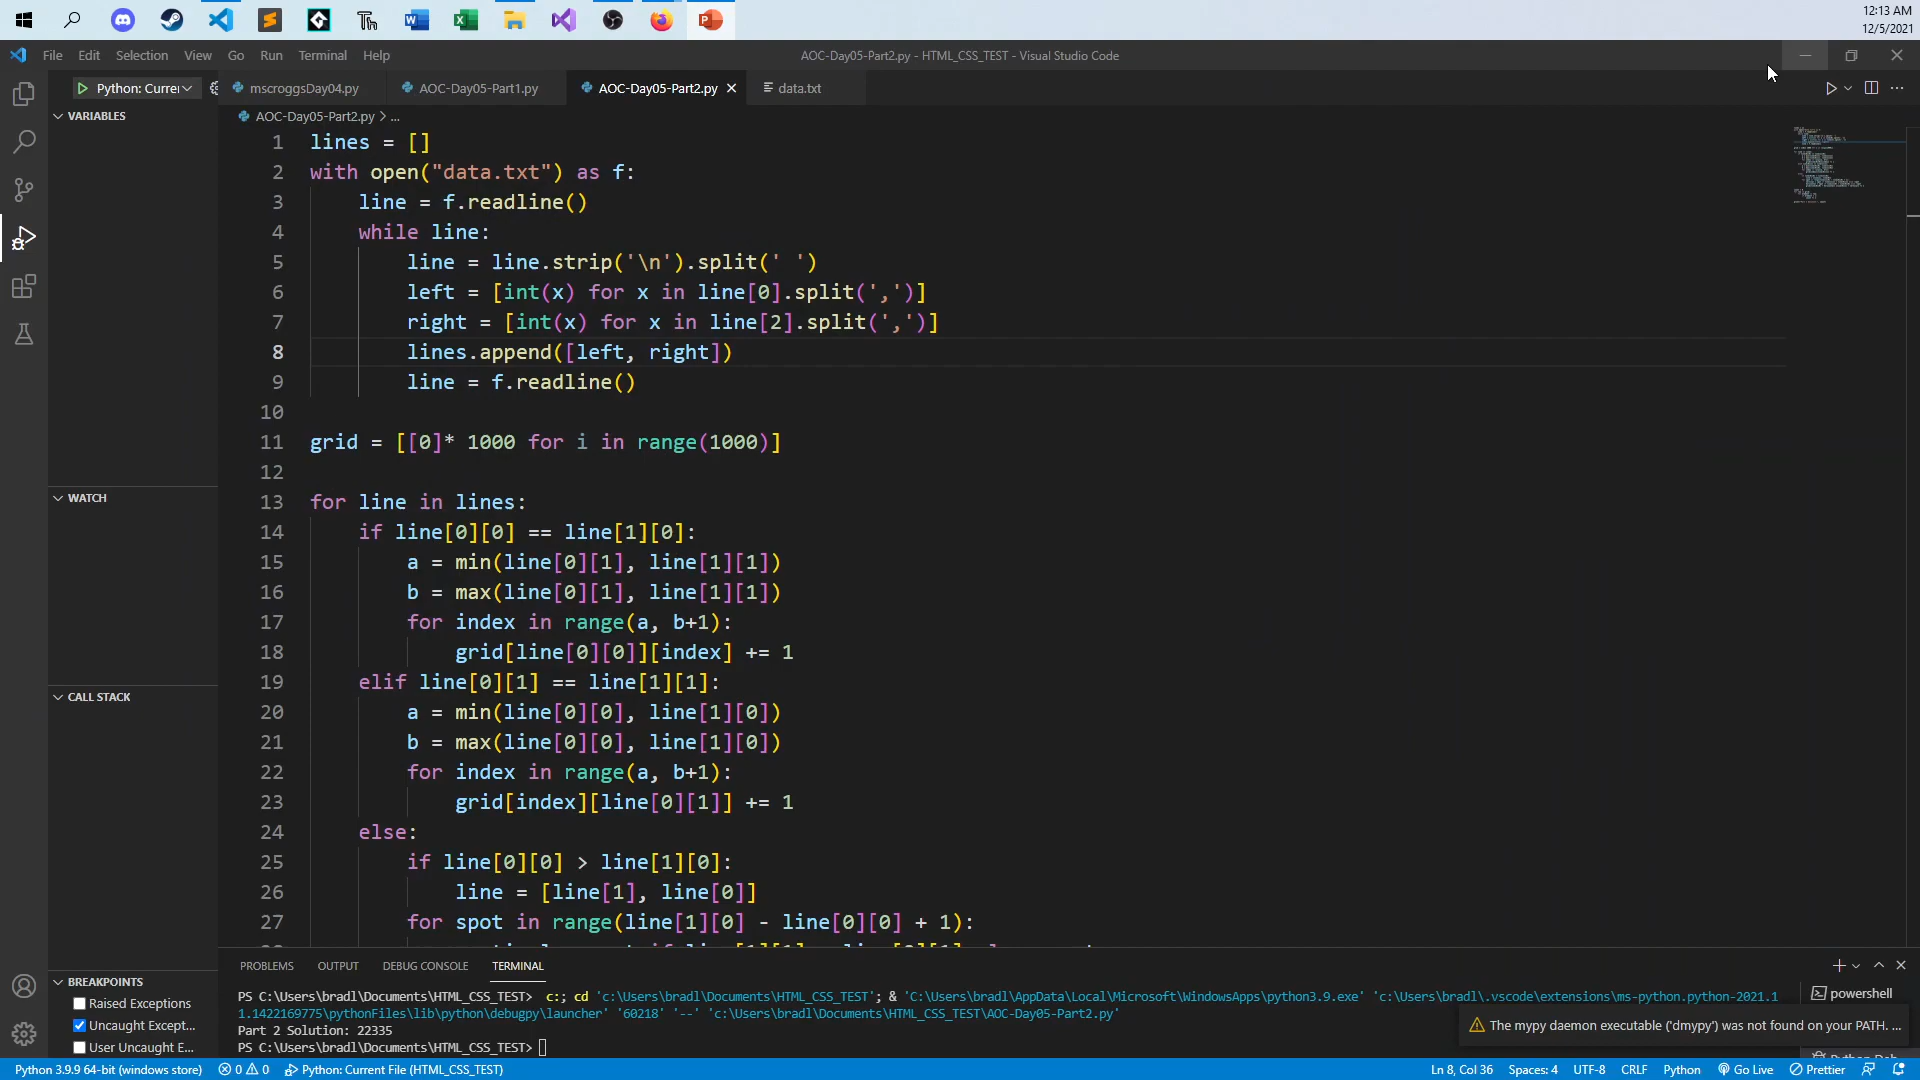 12:13 AM
12/5/2021
File Edit Selection View Go Run Terminal Help
AOC-Day05-Part2.py - HTML_CSS_TEST - Visual Studio Code
Python: Currer
mscroggsDay04.py
AOC-Day05-Part1.py
AOC-Day05-Part2.py
data.txt
VARIABLES
AOC-Day05-Part2.py > ...
1 lines = []
2 with open("data.txt") as f:
3 line = f.readline()
4 while line:
5 line = line.strip('\n').split(' ')
6 left = [int(x) for x in line[0].split(',')]
7 right = [int(x) for x in line[2].split(',')]
8 lines.append([left, right])
9 line = f.readline()
10
11 grid = [[0]* 1000 for i in range(1000)]
12
13 for line in lines:
14 if line[0][0] == line[1][0]:
15 a = min(line[0][1], line[1][1])
16 b = max(line[0][1], line[1][1])
17 for index in range(a, b+1):
18 grid[line[0][0]][index] += 1
19 elif line[0][1] == line[1][1]:
20 a = min(line[0][0], line[1][0])
21 b = max(line[0][0], line[1][0])
22 for index in range(a, b+1):
23 grid[index][line[0][1]] += 1
24 else:
25 if line[0][0] > line[1][0]:
26 line = [line[1], line[0]]
27 for spot in range(line[1][0] - line[0][0] + 1):
WATCH
CALL STACK
BREAKPOINTS
Raised Exceptions
Uncaught Except...
User Uncaught E...
PROBLEMS OUTPUT DEBUG CONSOLE TERMINAL
PS C:\Users\bradl\Documents\HTML_CSS_TEST> c:; cd 'c:\Users\bradl\Documents\HTML_CSS_TEST'; & 'C:\Users\bradl\AppData\Local\Microsoft\WindowsApps\python3.9.exe' 'c:\Users\bradl\.vscode\extensions\ms-python.python-2021.1
1.1422169775\pythonFiles\lib\python\debugpy\launcher' '60218' '--' 'c:\Users\bradl\Documents\HTML_CSS_TEST\AOC-Day05-Part2.py'
Part 2 Solution: 22335
PS C:\Users\bradl\Documents\HTML_CSS_TEST>
powershell
The mypy daemon executable ('dmypy') was not found on your PATH. ...
Python 3.9.9 64-bit (windows store) 0 0 Python: Current File (HTML_CSS_TEST)
Ln 8, Col 36 Spaces: 4 UTF-8 CRLF Python Go Live Prettier